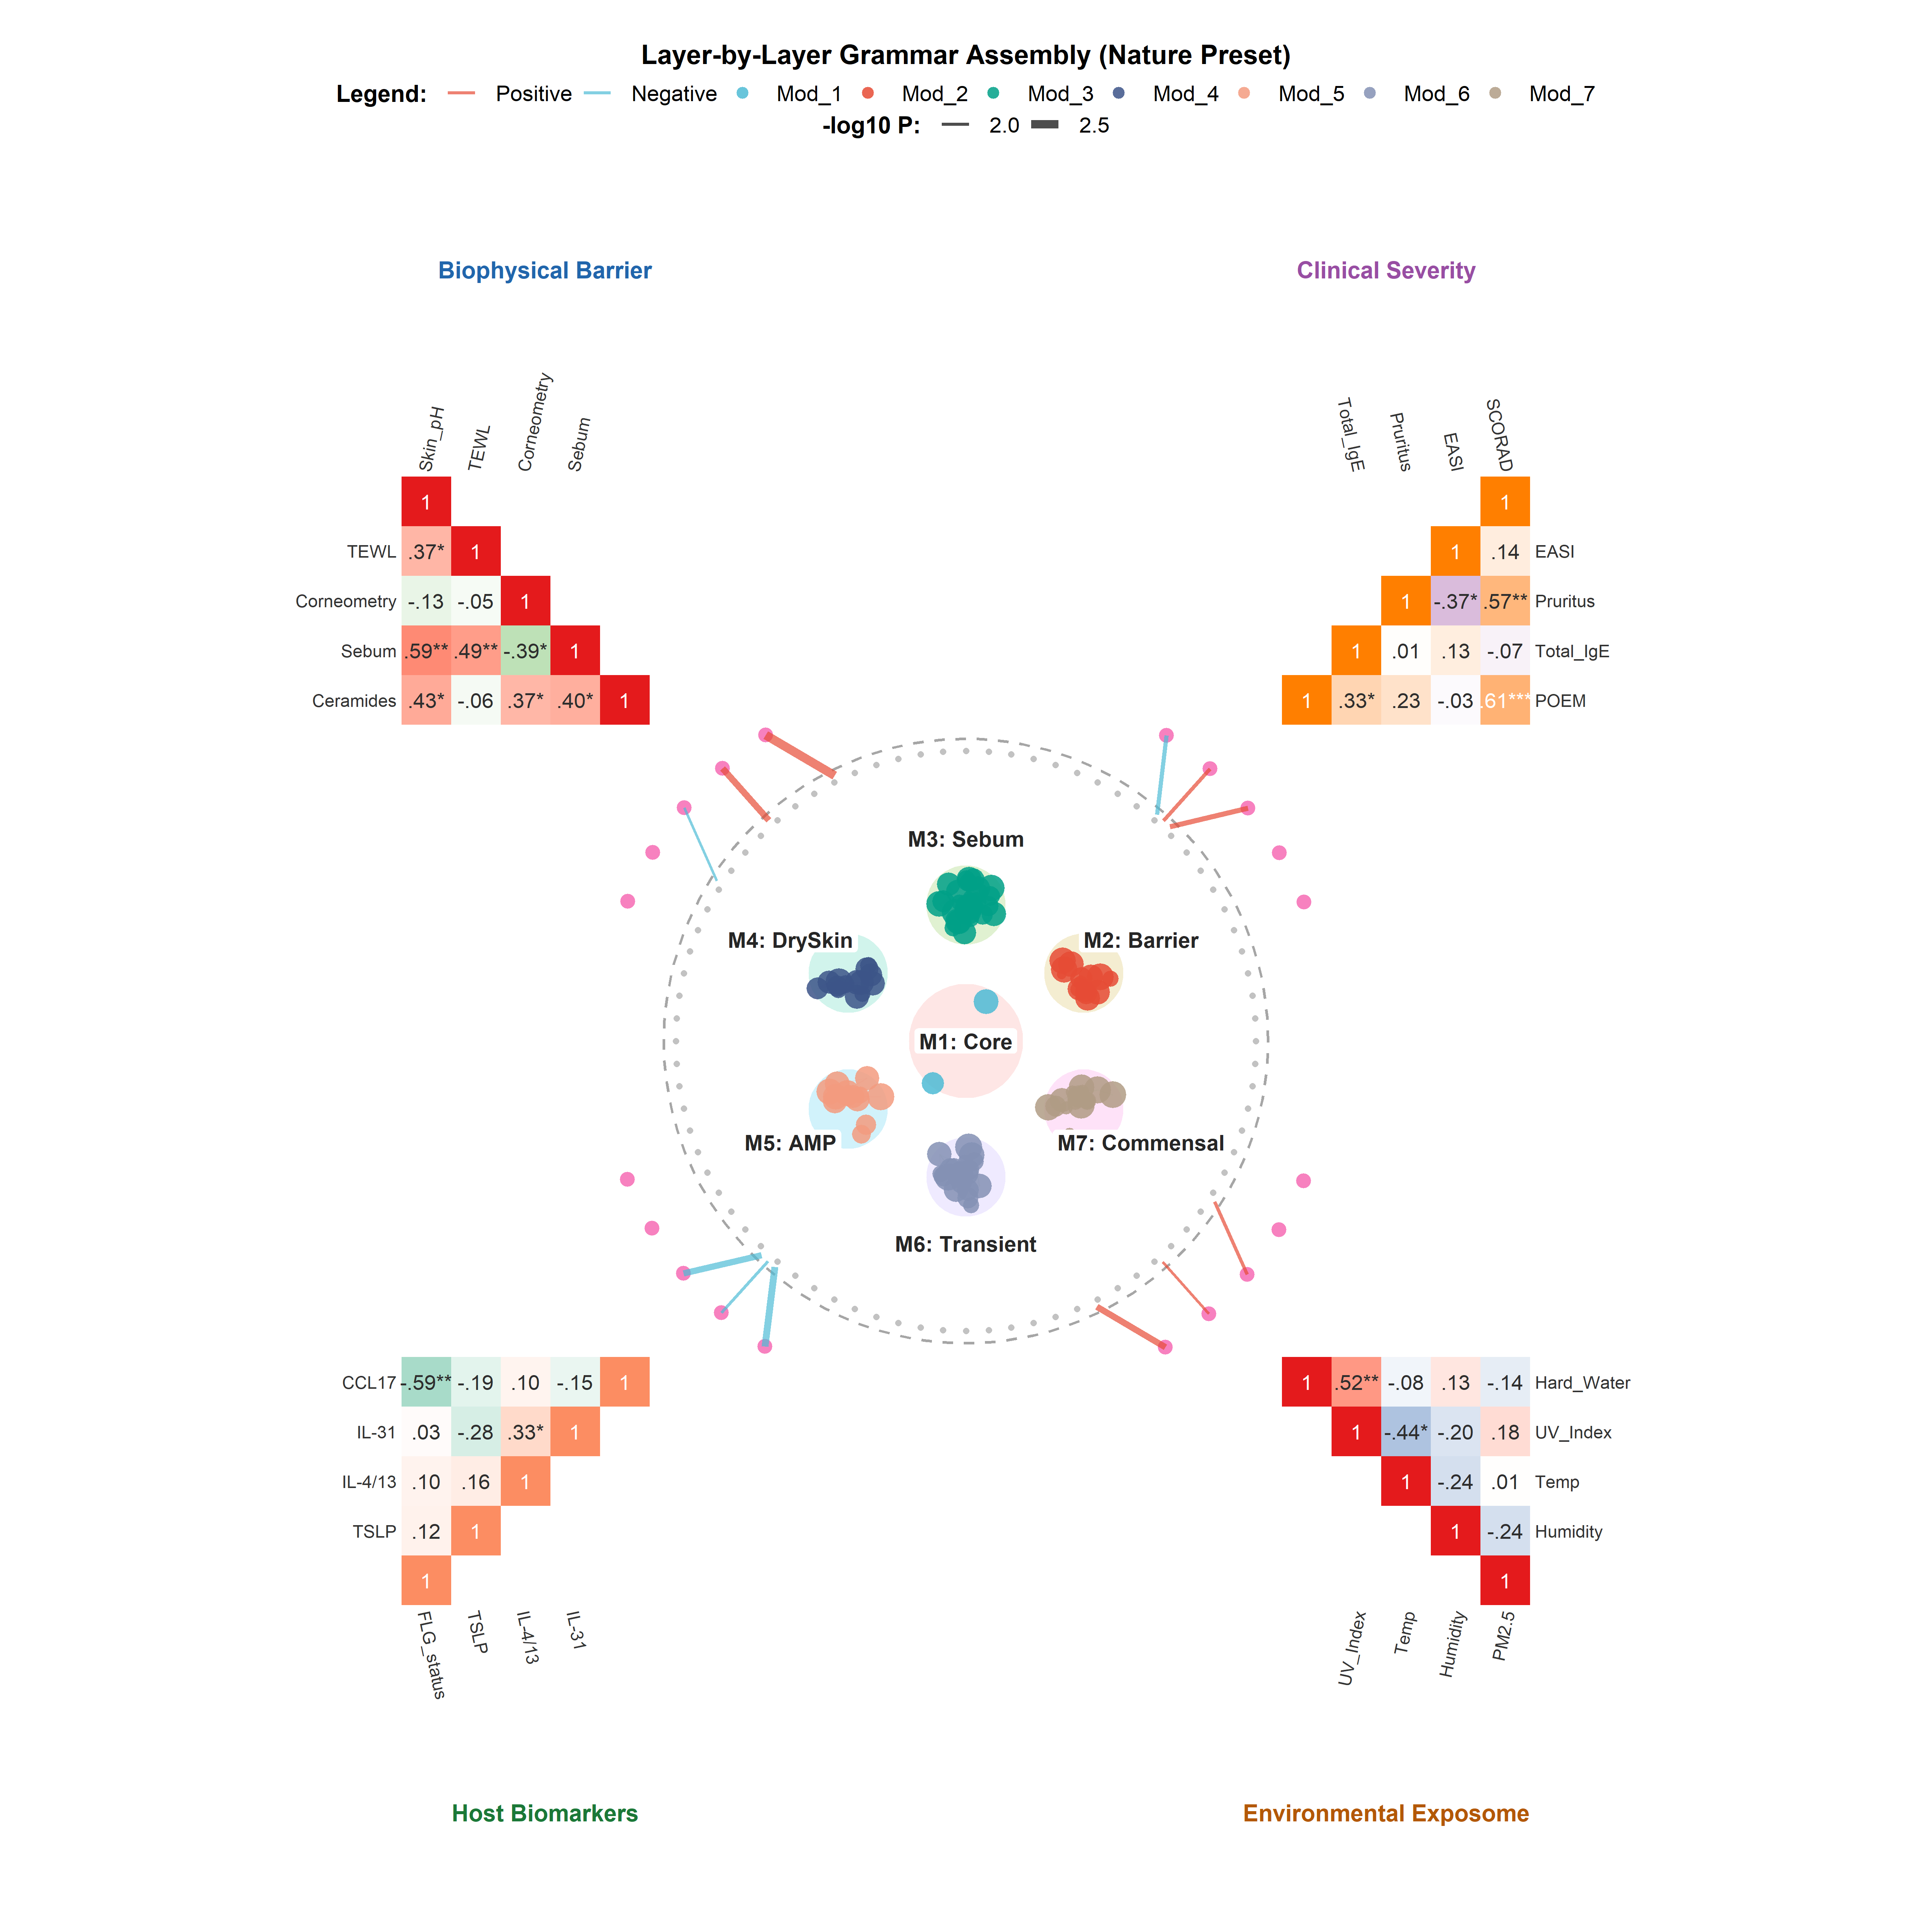 Layer-by-Layer Grammar Assembly (Nature Preset)
Legend: Positive Negative Mod_1 Mod_2 Mod_3 Mod_4 Mod_5 Mod_6 Mod_7
-log10 P: 2.0 2.5
Biophysical Barrier
Skin_pH TEWL Corneometry Sebum
1
TEWL .37* 1
Corneometry -.13 -.05 1
Sebum .59** .49** -.39* 1
Ceramides .43* -.06 .37* .40* 1
Clinical Severity
Total_IgE Pruritus EASI SCORAD
1
1 .14 EASI
1 -.37* .57** Pruritus
1 .01 .13 -.07 Total_IgE
1 .33* .23 -.03 .61*** POEM
M3: Sebum
M4: DrySkin
M2: Barrier
M1: Core
M5: AMP
M7: Commensal
M6: Transient
CCL17 -.59** -.19 .10 -.15 1
IL-31 .03 -.28 .33* 1
IL-4/13 .10 .16 1
TSLP .12 1
1
FLG_status TSLP IL-4/13 IL-31
Host Biomarkers
1 .52** -.08 .13 -.14 Hard_Water
1 -.44* -.20 .18 UV_Index
1 -.24 .01 Temp
1 -.24 Humidity
1
UV_Index Temp Humidity PM2.5
Environmental Exposome